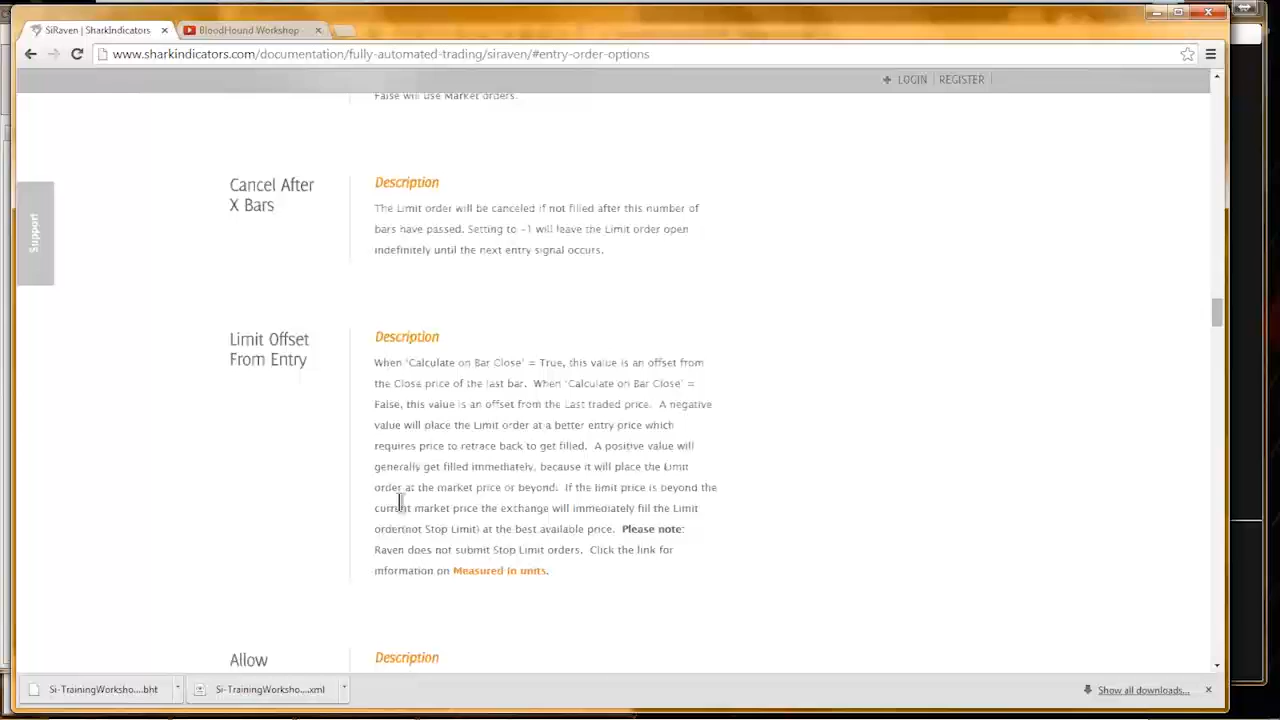 SiRaven | SharkIndicators
BloodHound Workshop
www.sharkindicators.com/documentation/fully-automated-trading/siraven/#entry-order-options
LOGIN REGISTER
False will use Market orders.
Support
Cancel After
X Bars
Description
The Limit order will be canceled if not filled after this number of
bars have passed. Setting to -1 will leave the Limit order open
indefinitely until the next entry signal occurs.
Limit Offset
From Entry
Description
When 'Calculate on Bar Close' = True, this value is an offset from
the Close price of the last bar. When 'Calculate on Bar Close' =
False, this value is an offset from the Last traded price. A negative
value will place the Limit order at a better entry price which
requires price to retrace back to get filled. A positive value will
generally get filled immediately, because it will place the Limit
order at the market price or beyond. If the limit price is beyond the
current market price the exchange will immediately fill the Limit
order(not Stop Limit) at the best available price. Please note:
Raven does not submit Stop Limit orders. Click the link for
information on Measured in units.
Allow
Description
Si-TrainingWorksho....bht
Si-TrainingWorksho....xml
Show all downloads...